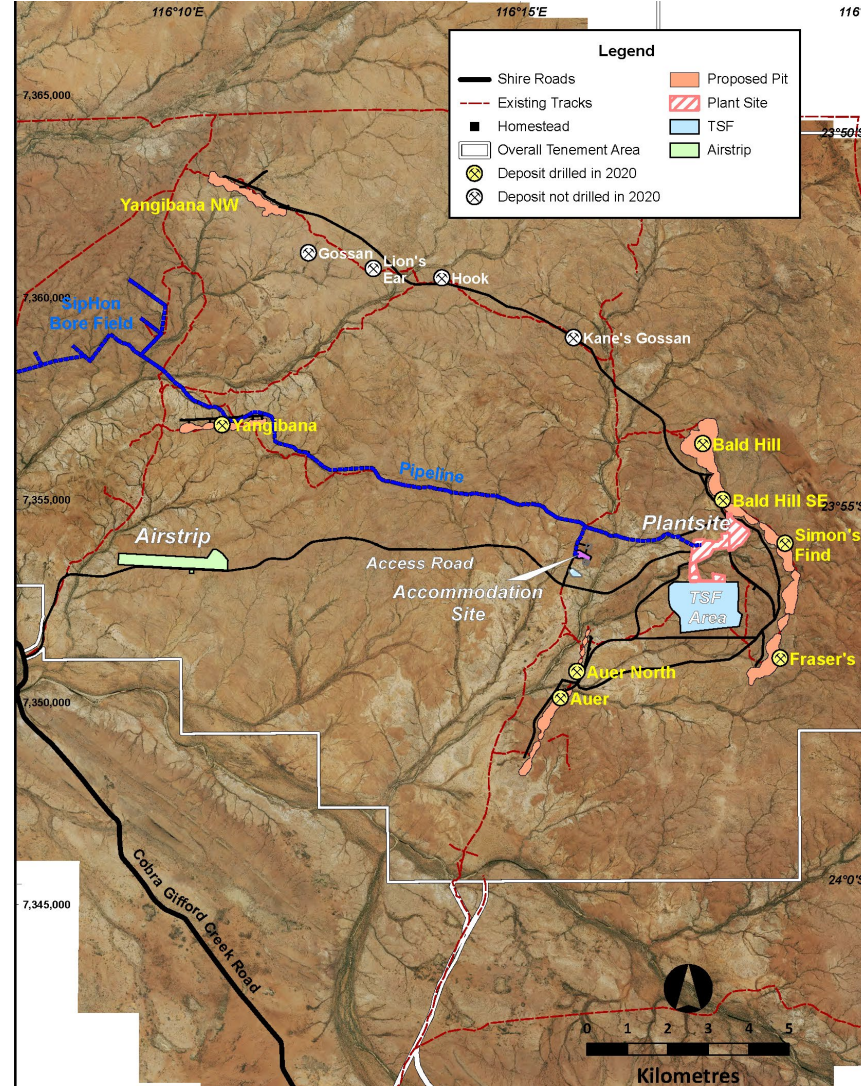 116°10'E
116°15'E
116°
Legend
Shire Roads
Existing Tracks
Homestead
Overall Tenement Area
Deposit drilled in 2020
Deposit not drilled in 2020
Proposed Pit
Plant Site
TSF
Airstrip
7,365,000
23°50'S
Yangibana NW
Gossan
Lion's
Ear
Hook
7,360,000
SipHon
Bore Field
Kane's Gossan
Yangibana
Bald Hill
Pipeline
7,355,000
Bald Hill SE
23°55'S
Plantsite
Airstrip
Simon's
Find
Access Road
Accommodation
Site
TSF
Area
Fraser's
Auer North
Auer
7,350,000
Cobra Gifford Creek Road
24°0'S
7,345,000
0 1 2 3 4 5
Kilometres